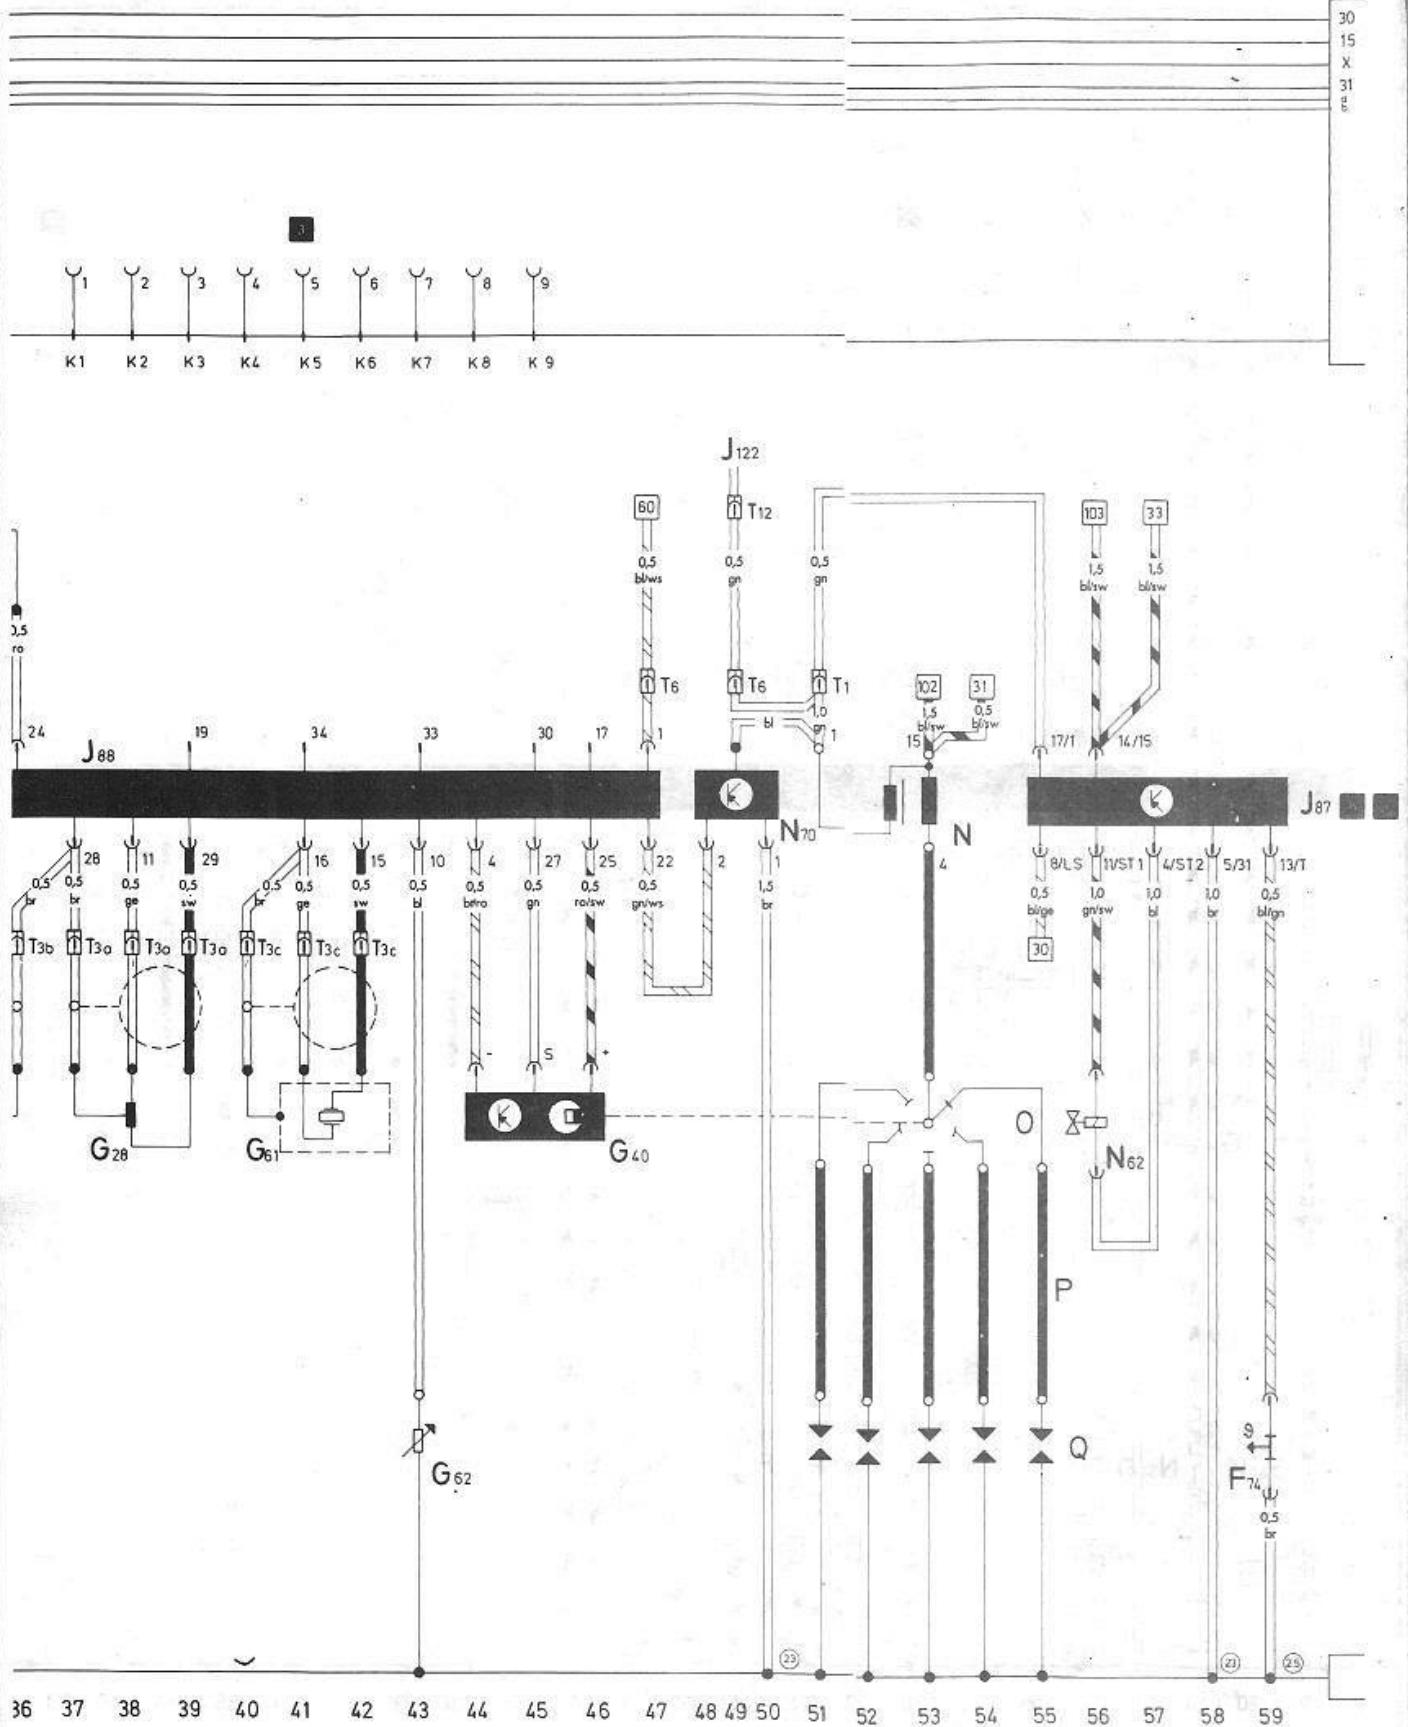 30
15
X
31
3
1 2 3 4 5 6 7 8 9
K1 K2 K3 K4 K5 K6 K7 K8 K9
J122
60 T12 103 33
0,5 bl/ws
0,5 gn
0,5 gn
1,5 bl/sw
1,5 bl/sw
0,5 ro
T6 T6 T1 102 31
bl
1,0 gn
1,5 bl/sw
0,5 bl/sw
24 19 34 33 30 17 1 1 15 17/1 14/15
J88
J87
N70
N
28 11 29 16 15 10 4 27 25 22 2 1 4 8/LS 11/ST1 4/ST2 5/31 13/T
0,5 br
0,5 br
0,5 ge
0,5 sw
0,5 br
0,5 ge
0,5 sw
0,5 bl
0,5 br/ro
0,5 gn
0,5 ro/sw
0,5 gn/ws
1,5 br
0,5 bl/ge
1,0 gn/sw
1,0 bl
1,0 br
0,5 bl/gn
T3b T3a T3a T3a T3c T3c T3c 30
- S +
G28 G61 G40 O N62
P
9
Q
G62 F74
0,5 br
23 23 25
36 37 38 39 40 41 42 43 44 45 46 47 48 49 50 51 52 53 54 55 56 57 58 59